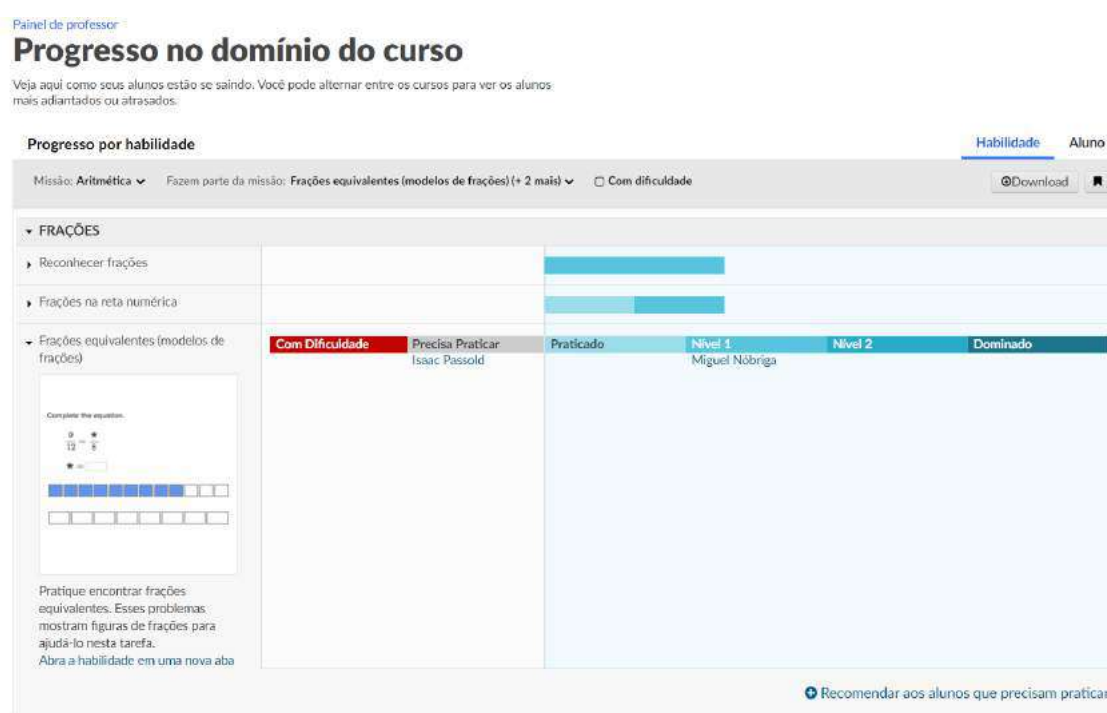 Painel de professor
Progresso no domínio do curso
Veja aqui como seus alunos estão se saindo. Você pode alternar entre os cursos para ver os alunos
mais adiantados ou atrasados.
Progresso por habilidade
Habilidade Aluno
Missão: Aritmética Fazem parte da missão: Frações equivalentes (modelos de frações) (+ 2 mais) Com dificuldade Download
FRAÇÕES
Reconhecer frações
Frações na reta numérica
Frações equivalentes (modelos de
frações)
Com Dificuldade Precisa Praticar Praticado Nível 1 Nível 2 Dominado
Isaac Passold Miguel Nóbriga
Complete the equation.
9/12 = ★/8
★ =
Pratique encontrar frações
equivalentes. Esses problemas
mostram figuras de frações para
ajudá-lo nesta tarefa.
Abra a habilidade em uma nova aba
Recomendar aos alunos que precisam praticar